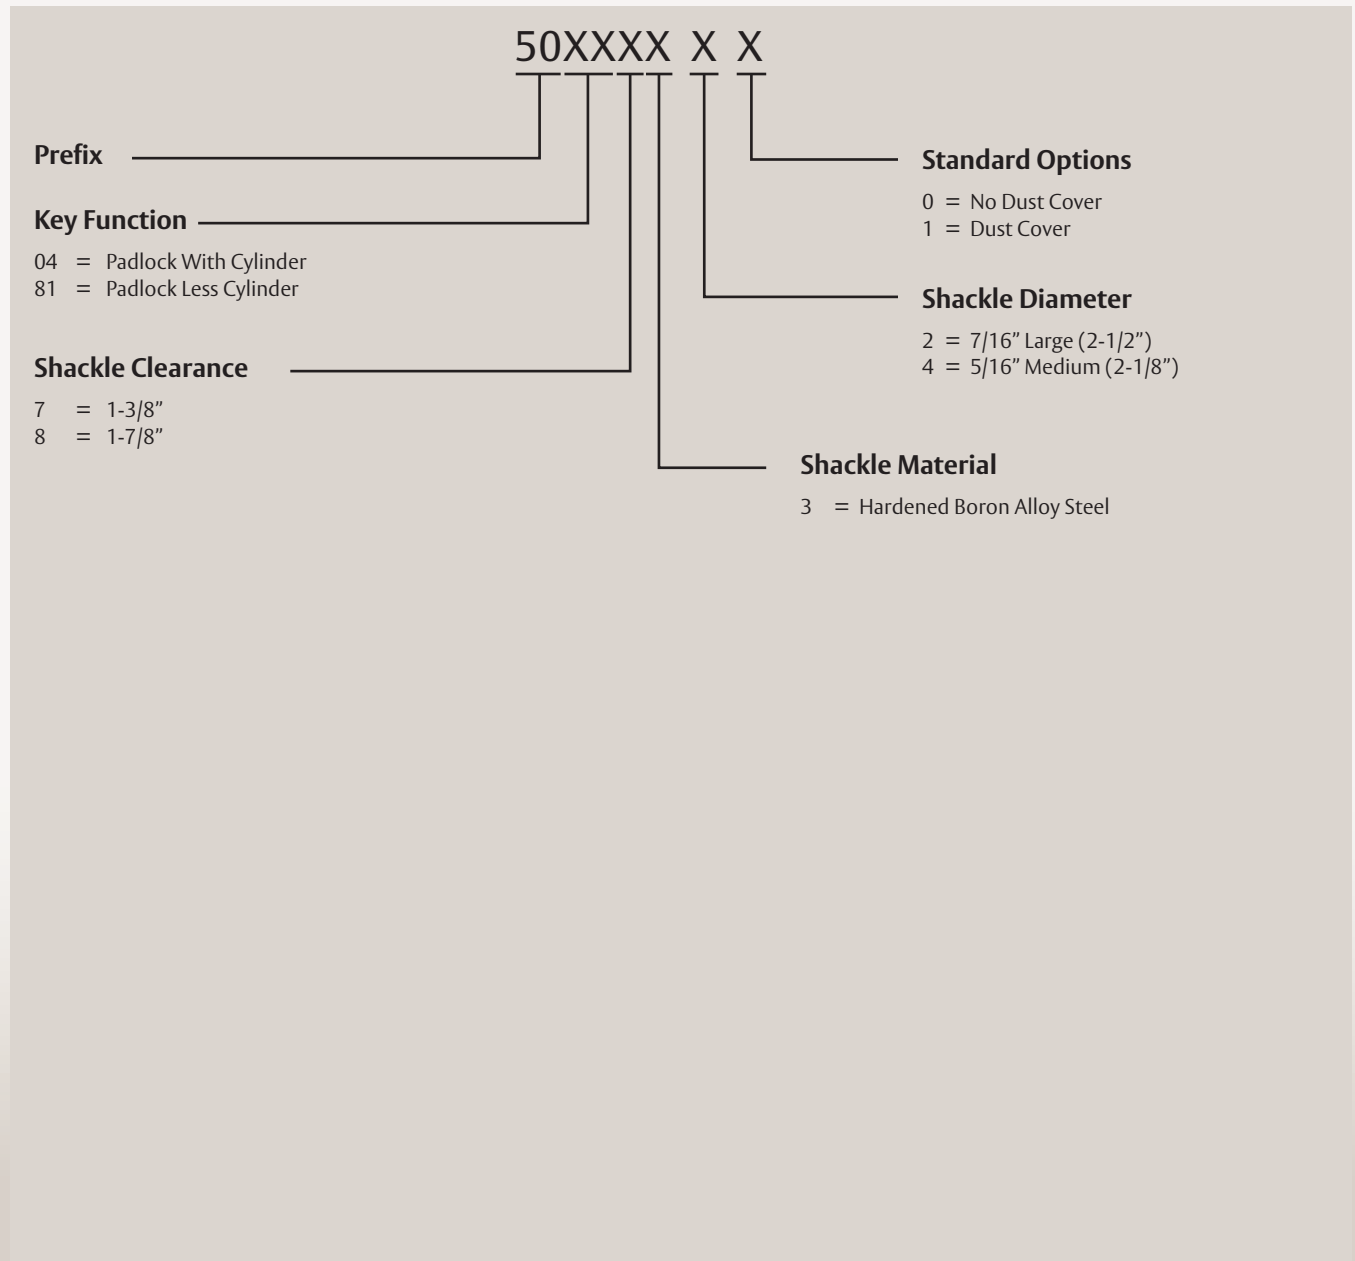 50XXXX X X
Prefix
Key Function
04 = Padlock With Cylinder
81 = Padlock Less Cylinder
Shackle Clearance
7 = 1-3/8”
8 = 1-7/8”
Standard Options
0 = No Dust Cover
1 = Dust Cover
Shackle Diameter
2 = 7/16” Large (2-1/2”)
4 = 5/16” Medium (2-1/8”)
Shackle Material
3 = Hardened Boron Alloy Steel